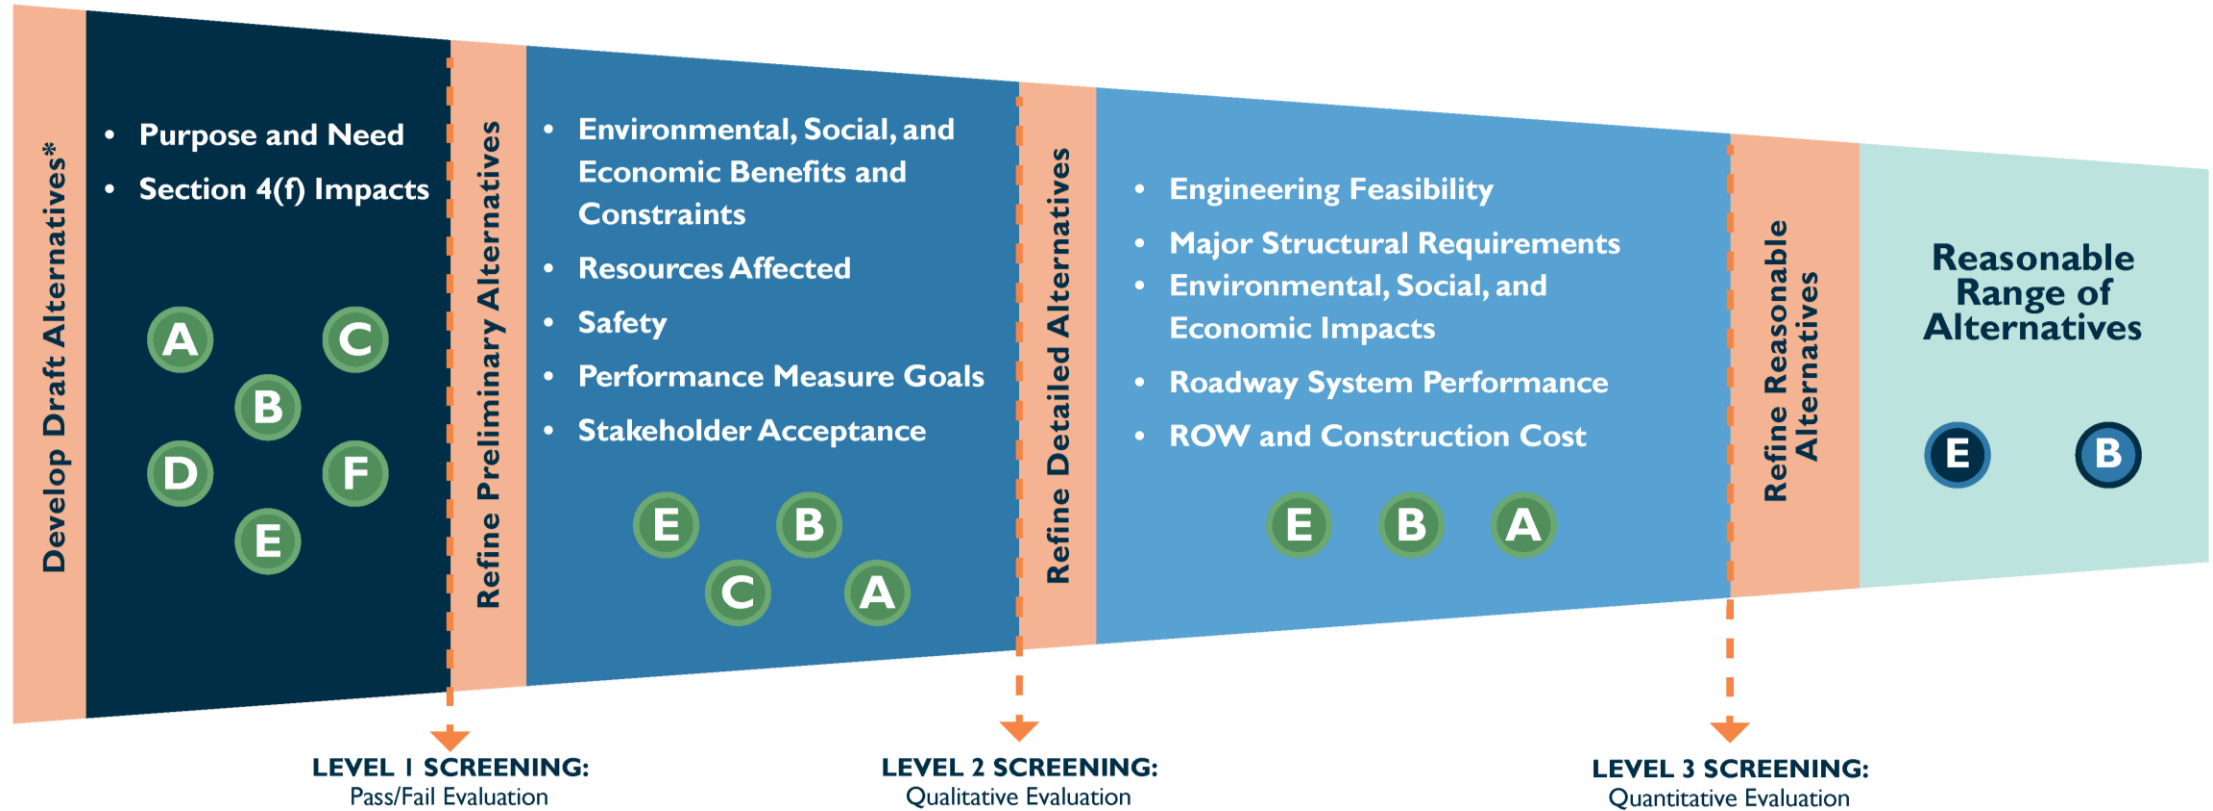 Develop Draft Alternatives*
• Purpose and Need
• Section 4(f) Impacts
A
C
B
D
F
E
Refine Preliminary Alternatives
• Environmental, Social, and
Economic Benefits and
Constraints
• Resources Affected
• Safety
• Performance Measure Goals
• Stakeholder Acceptance
E
B
C
A
Refine Detailed Alternatives
• Engineering Feasibility
• Major Structural Requirements
• Environmental, Social, and
Economic Impacts
• Roadway System Performance
• ROW and Construction Cost
E
B
A
Refine Reasonable
Alternatives
Reasonable
Range of
Alternatives
E
B
LEVEL 1 SCREENING:
Pass/Fail Evaluation
LEVEL 2 SCREENING:
Qualitative Evaluation
LEVEL 3 SCREENING:
Quantitative Evaluation